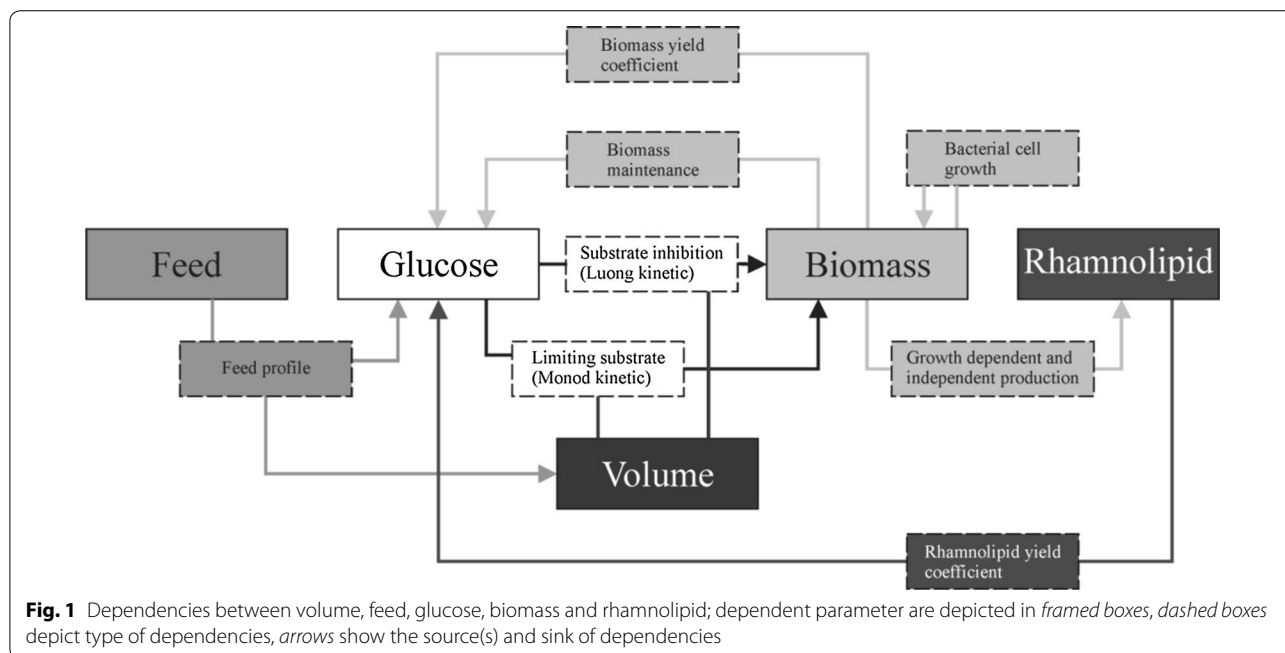 Biomass yield
coefficient
Biomass
maintenance
Bacterial cell
growth
Feed
Glucose
Substrate inhibition
(Luong kinetic)
Biomass
Rhamnolipid
Feed profile
Limiting substrate
(Monod kinetic)
Growth dependent and
independent production
Volume
Rhamnolipid yield
coefficient
Fig. 1 Dependencies between volume, feed, glucose, biomass and rhamnolipid; dependent parameter are depicted in framed boxes, dashed boxes
depict type of dependencies, arrows show the source(s) and sink of dependencies